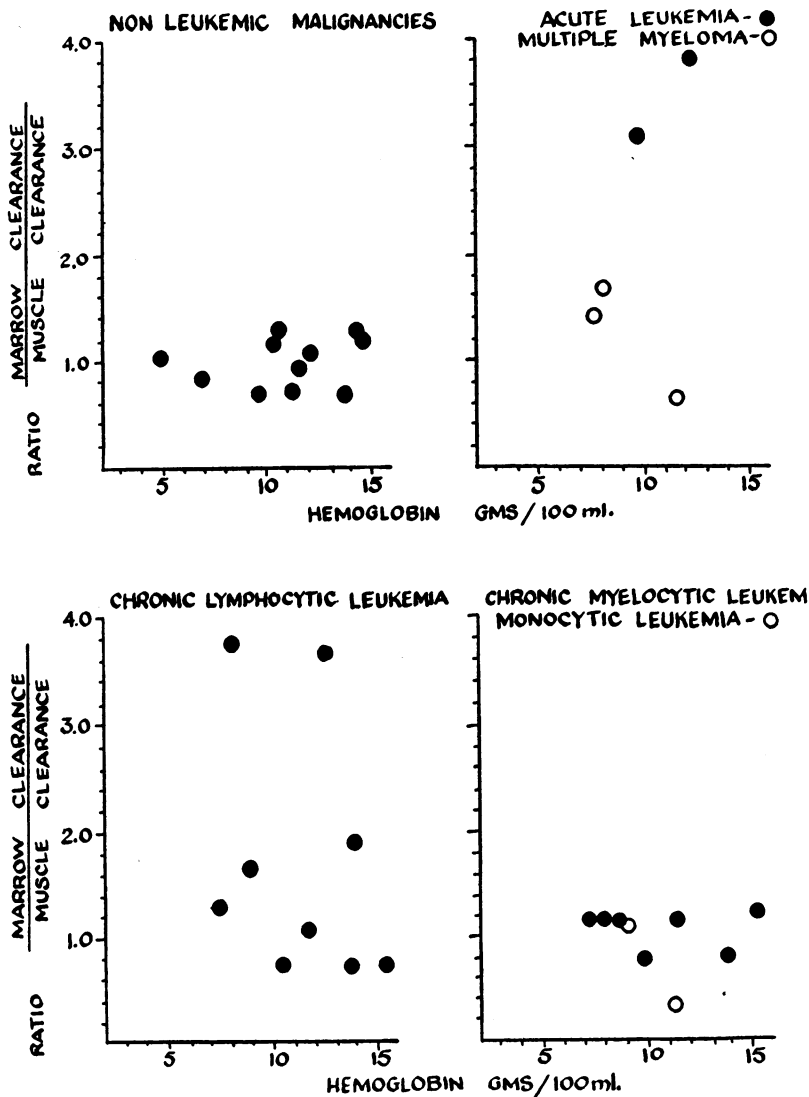 NON LEUKEMIC MALIGNANCIES
ACUTE LEUKEMIA-
MULTIPLE MYELOMA-
4.0
3.0
2.0
1.0
RATIO MARROW CLEARANCE
MUSCLE CLEARANCE
5 10 15
5 10 15
HEMOGLOBIN GMS/100 ml.
CHRONIC LYMPHOCYTIC LEUKEMIA
CHRONIC MYELOCYTIC LEUKEM
MONOCYTIC LEUKEMIA-
4.0
3.0
2.0
1.0
RATIO MARROW CLEARANCE
MUSCLE CLEARANCE
5 10 15
5 10 15
HEMOGLOBIN GMS/100ml.